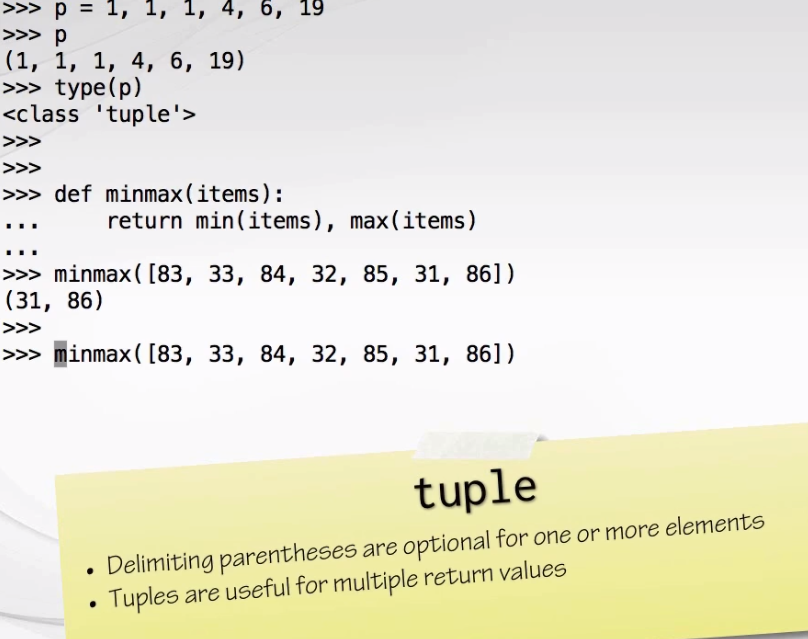 >>> p = 1, 1, 1, 4, 6, 19
>>> p
(1, 1, 1, 4, 6, 19)
>>> type(p)
<class 'tuple'>
>>>
>>>
>>> def minmax(items):
...     return min(items), max(items)
...
>>> minmax([83, 33, 84, 32, 85, 31, 86])
(31, 86)
>>>
>>> minmax([83, 33, 84, 32, 85, 31, 86])
tuple
• Delimiting parentheses are optional for one or more elements
• Tuples are useful for multiple return values